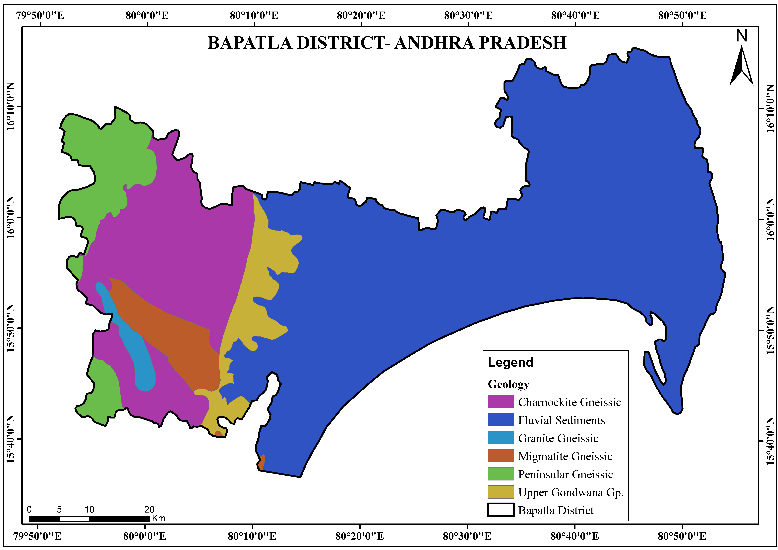 79°50'0"E 80°0'0"E 80°10'0"E 80°20'0"E 80°30'0"E 80°40'0"E 80°50'0"E
BAPATLA DISTRICT- ANDHRA PRADESH
N
16°10'0"N 16°10'0"N
16°0'0"N 16°0'0"N
15°50'0"N 15°50'0"N
15°40'0"N 15°40'0"N
Legend
Geology
Charnockite Gneissic
Fluvial Sediments
Granite Gneissic
Migmatite Gneissic
Peninsular Gneissic
Upper Gondwana Gp.
Bapatla District
0 5 10 20
Km
79°50'0"E 80°0'0"E 80°10'0"E 80°20'0"E 80°30'0"E 80°40'0"E 80°50'0"E